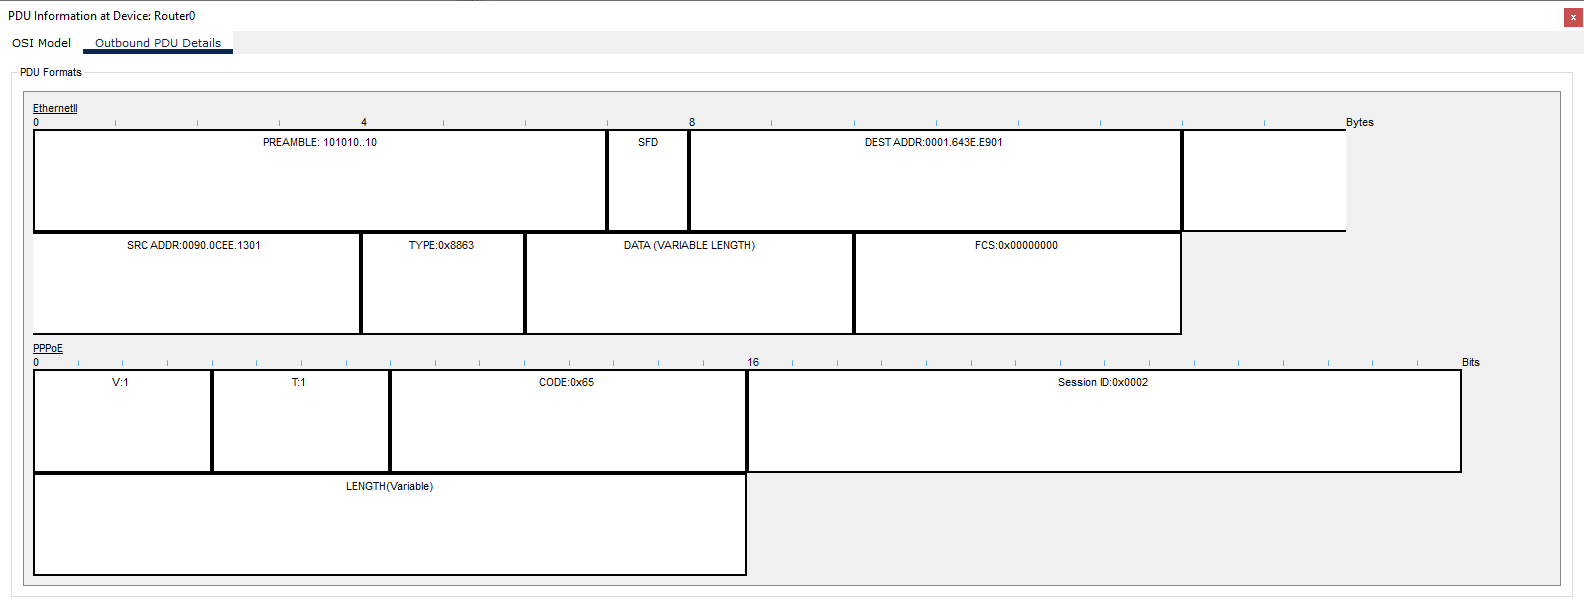 PDU Information at Device: Router0
x
OSI Model Outbound PDU Details
PDU Formats
EthernetII
0 4 8 Bytes
PREAMBLE: 101010..10 SFD DEST ADDR:0001.643E.E901
SRC ADDR:0090.0CEE.1301 TYPE:0x8863 DATA (VARIABLE LENGTH) FCS:0x00000000
PPPoE
0 16 Bits
V:1 T:1 CODE:0x65 Session ID:0x0002
LENGTH(Variable)